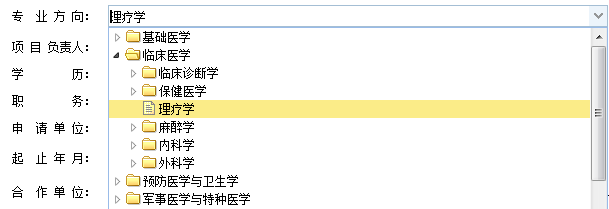 专 业 方向: 理疗学
项 目 负责人: 基础医学
临床医学
学 历: 临床诊断学
保健医学
职 务: 理疗学
申 请 单 位: 麻醉学
内科学
起 止 年 月: 外科学
预防医学与卫生学
合 作 单 位: 军事医学与特种医学